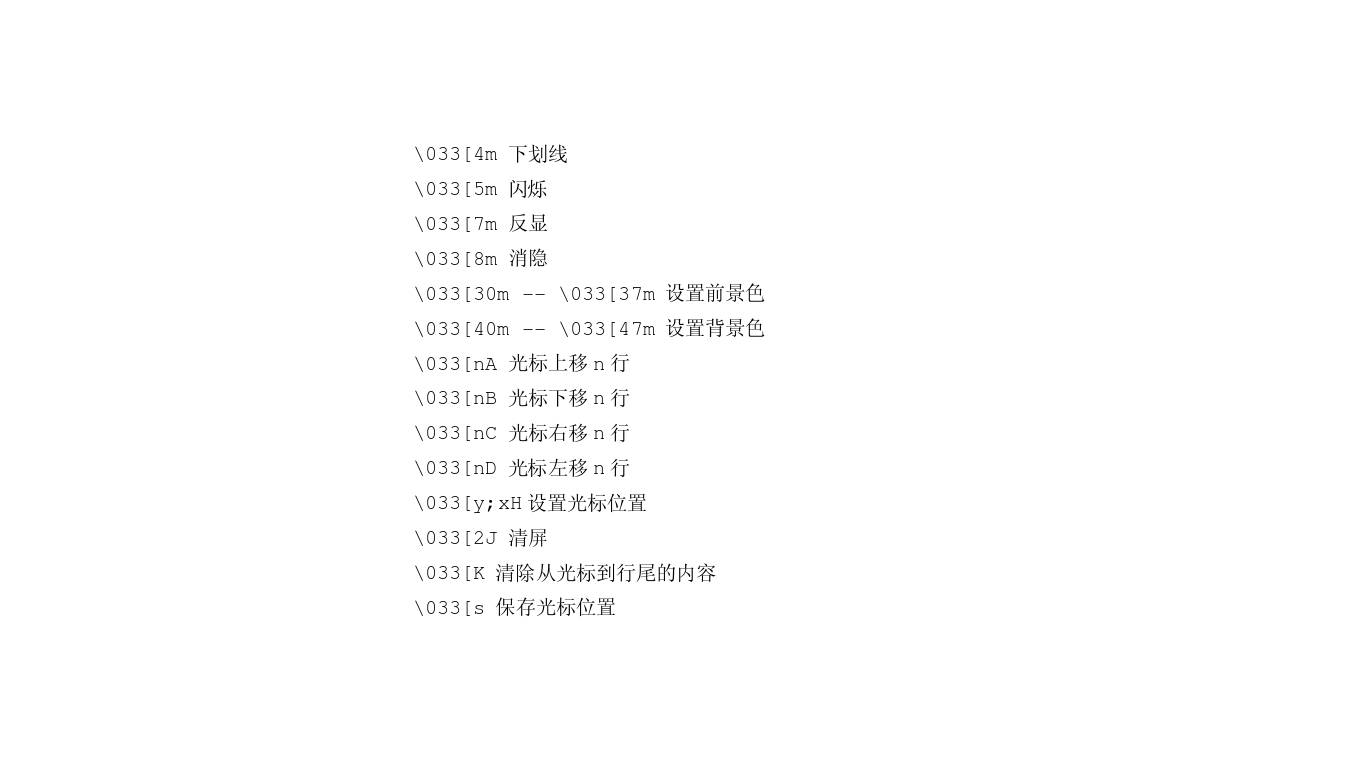 \033[4m 下划线
\033[5m 闪烁
\033[7m 反显
\033[8m 消隐
\033[30m -- \033[37m 设置前景色
\033[40m -- \033[47m 设置背景色
\033[nA 光标上移 n 行
\033[nB 光标下移 n 行
\033[nC 光标右移 n 行
\033[nD 光标左移 n 行
\033[y;xH 设置光标位置
\033[2J 清屏
\033[K 清除从光标到行尾的内容
\033[s 保存光标位置